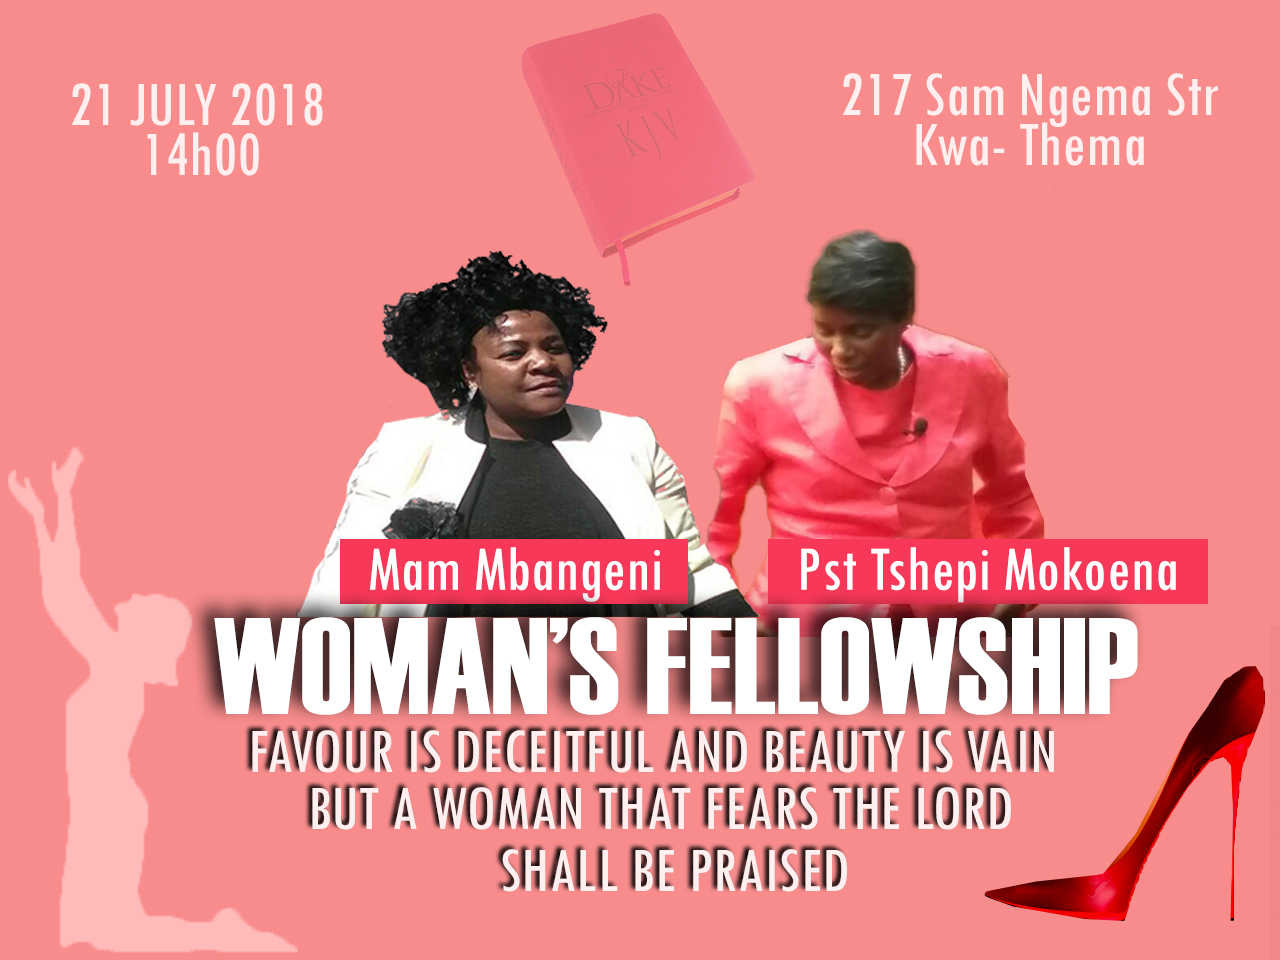 The
DAKE
KJV
21 JULY 2018
14h00
217 Sam Ngema Str
Kwa- Thema
Mam Mbangeni
Pst Tshepi Mokoena
WOMAN'S FELLOWSHIP
FAVOUR IS DECEITFUL AND BEAUTY IS VAIN
BUT A WOMAN THAT FEARS THE LORD
SHALL BE PRAISED